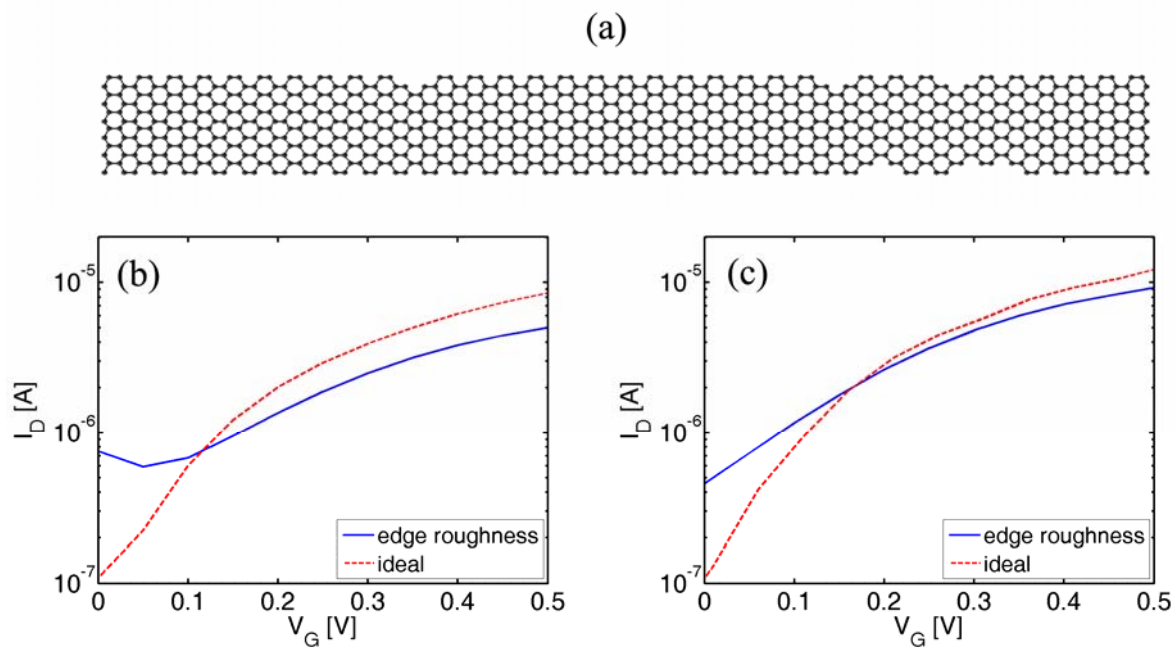 (a)
(b)
10^-5
10^-6
10^-7
I_D [A]
0 0.1 0.2 0.3 0.4 0.5
V_G [V]
edge roughness
ideal
(c)
10^-5
10^-6
10^-7
I_D [A]
0 0.1 0.2 0.3 0.4 0.5
V_G [V]
edge roughness
ideal